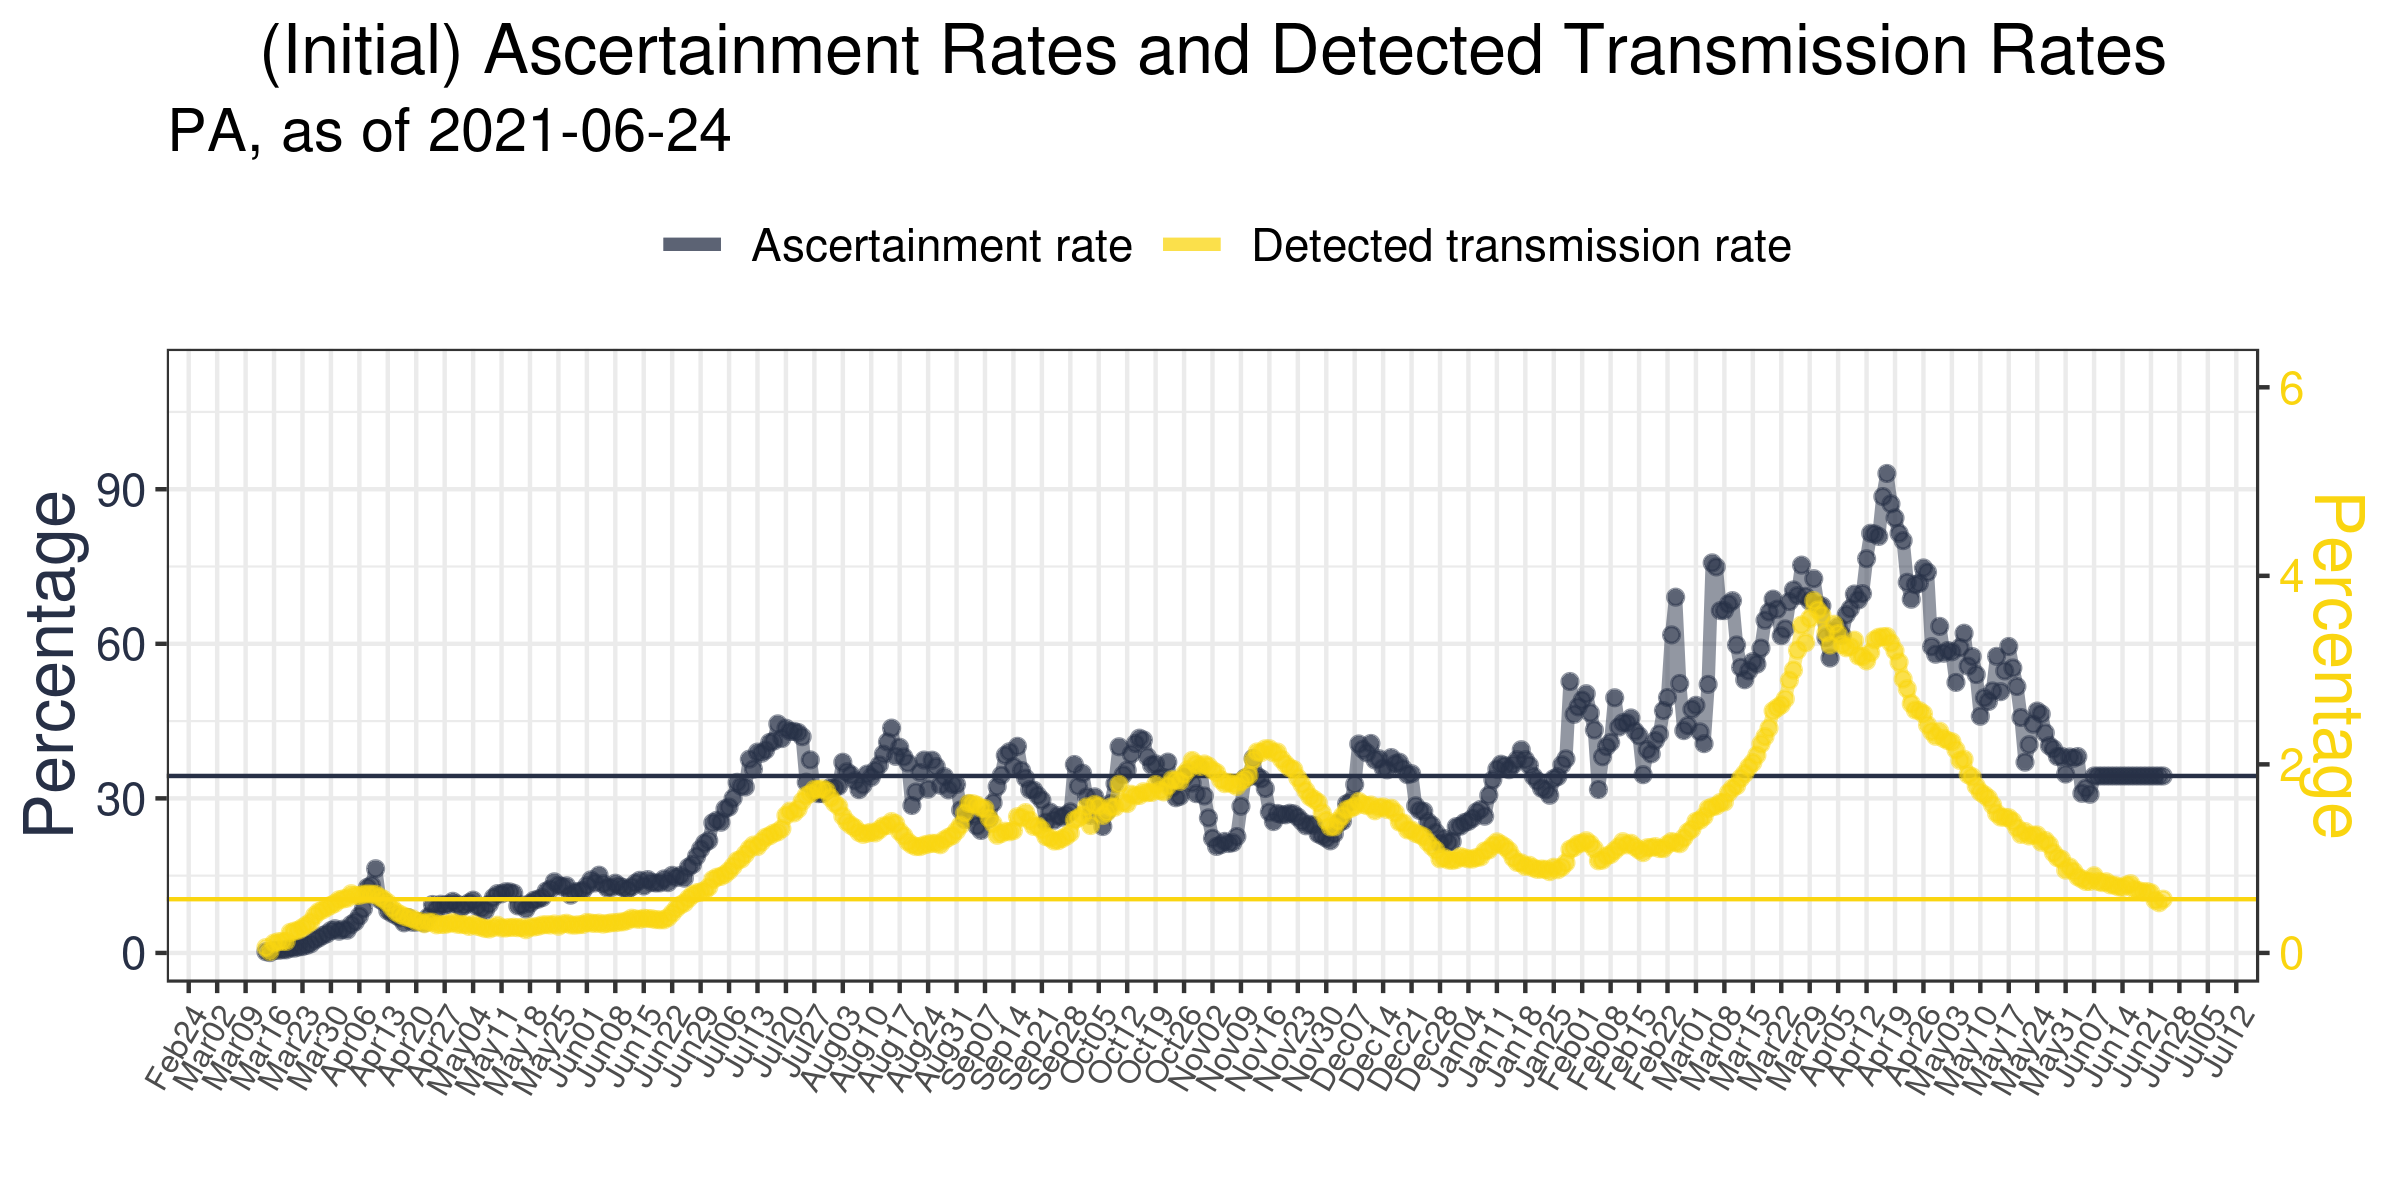 (Initial) Ascertainment Rates and Detected Transmission Rates
PA, as of 2021-06-24
Ascertainment rate
Detected transmission rate
Percentage
90
60
30
0
6
4
2
0
Percentage
Feb24
Mar02
Mar09
Mar16
Mar23
Mar30
Apr06
Apr13
Apr20
Apr27
May04
May11
May18
May25
Jun01
Jun08
Jun15
Jun22
Jun29
Jul06
Jul13
Jul20
Jul27
Aug03
Aug10
Aug17
Aug24
Aug31
Sep07
Sep14
Sep21
Sep28
Oct05
Oct12
Oct19
Oct26
Nov02
Nov09
Nov16
Nov23
Nov30
Dec07
Dec14
Dec21
Dec28
Jan04
Jan11
Jan18
Jan25
Feb01
Feb08
Feb15
Feb22
Mar01
Mar08
Mar15
Mar22
Mar29
Apr05
Apr12
Apr19
Apr26
May03
May10
May17
May24
May31
Jun07
Jun14
Jun21
Jun28
Jul05
Jul12